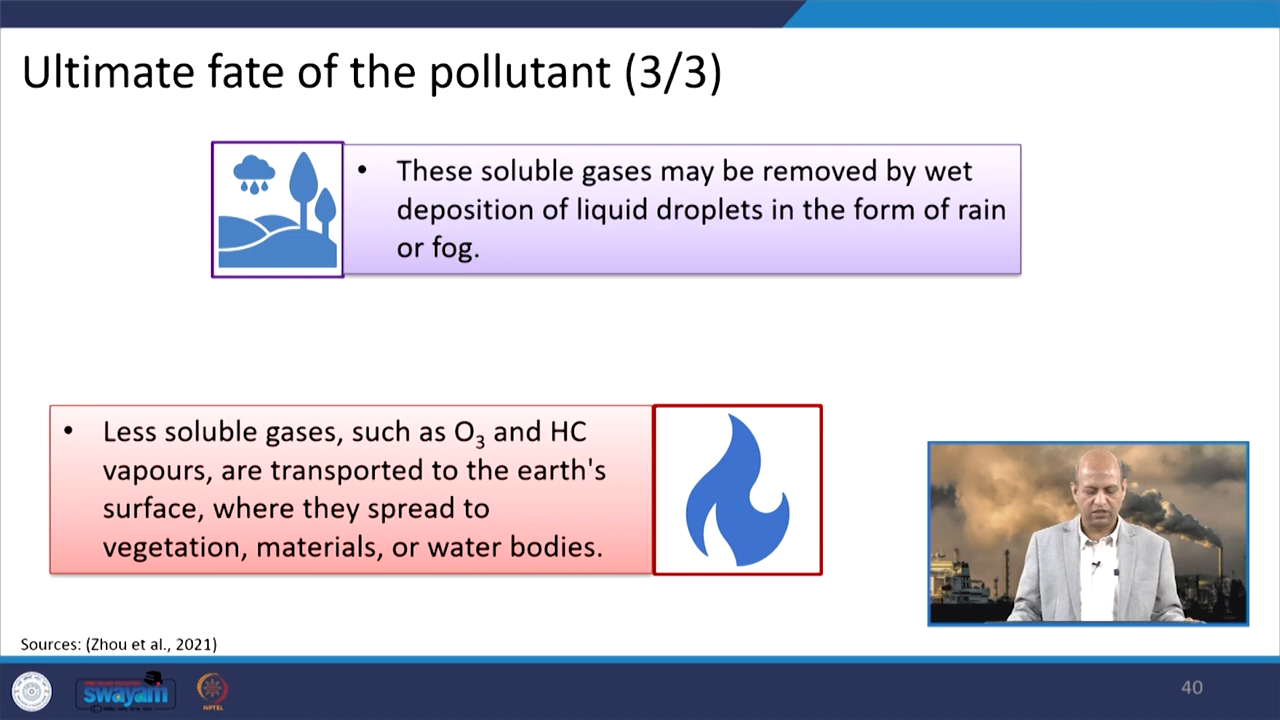 Ultimate fate of the pollutant (3/3)
• These soluble gases may be removed by wet
deposition of liquid droplets in the form of rain
or fog.
• Less soluble gases, such as O₃ and HC
vapours, are transported to the earth's
surface, where they spread to
vegetation, materials, or water bodies.
Sources: (Zhou et al., 2021)
swayam
NPTEL
40